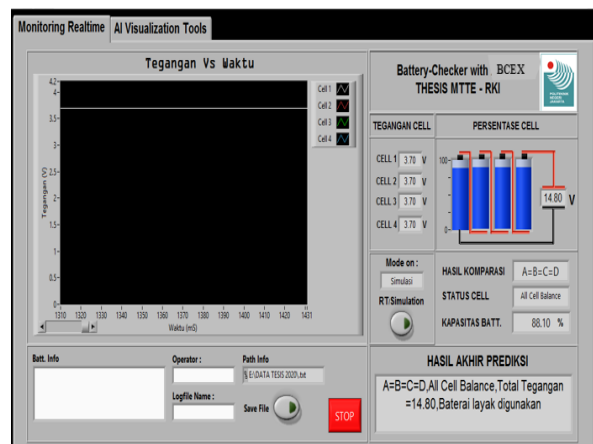 Monitoring Realtime
AI Visualization Tools
Tegangan Vs Waktu
Cell 1
Cell 2
Cell 3
Cell 4
Tegangan (V)
4.2-
4-
3.5-
3-
2.5-
2-
1.5-
1-
0.5-
0-
1310 1320 1330 1340 1350 1360 1370 1380 1390 1400 1410 1420 1431
Waktu (mS)
Battery-Checker with BCEX
THESIS MTTE - RKI
TEGANGAN CELL
PERSENTASE CELL
CELL 1 3.70 V
CELL 2 3.70 V
CELL 3 3.70 V
CELL 4 3.70 V
100-
0-
14.80 V
Mode on :
Simulasi
RT/Simulation
HASIL KOMPARASI A=B=C=D
STATUS CELL All Cell Balance
KAPASITAS BATT. 88.10 %
Batt. Info
Operator :
Logfile Name :
Path Info
E:\DATA TESIS 2020\.txt
Save File
STOP
HASIL AKHIR PREDIKSI
A=B=C=D,All Cell Balance,Total Tegangan
=14.80,Baterai layak digunakan